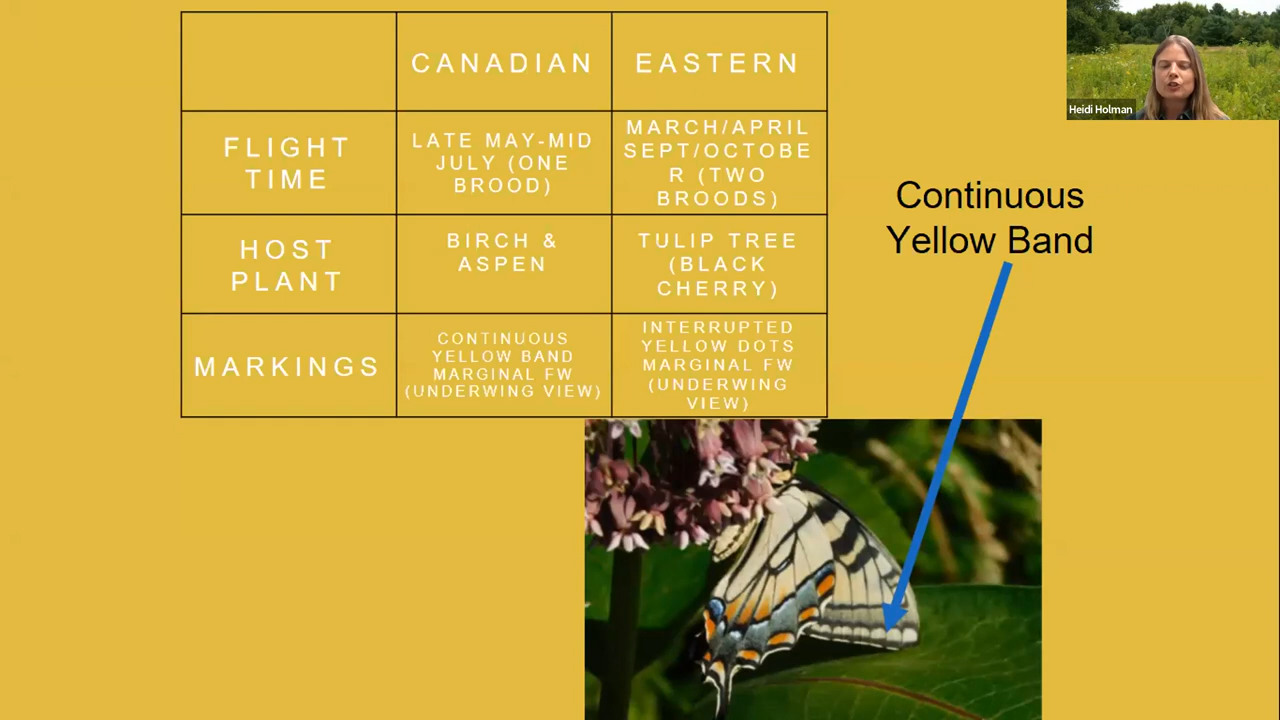 CANADIAN
EASTERN
FLIGHT
TIME
LATE MAY-MID
JULY (ONE
BROOD)
MARCH/APRIL
SEPT/OCTOBE
R (TWO
BROODS)
HOST
PLANT
BIRCH &
ASPEN
TULIP TREE
(BLACK
CHERRY)
MARKINGS
CONTINUOUS
YELLOW BAND
MARGINAL FW
(UNDERWING VIEW)
INTERRUPTED
YELLOW DOTS
MARGINAL FW
(UNDERWING
VIEW)
Continuous
Yellow Band
Heidi Holman